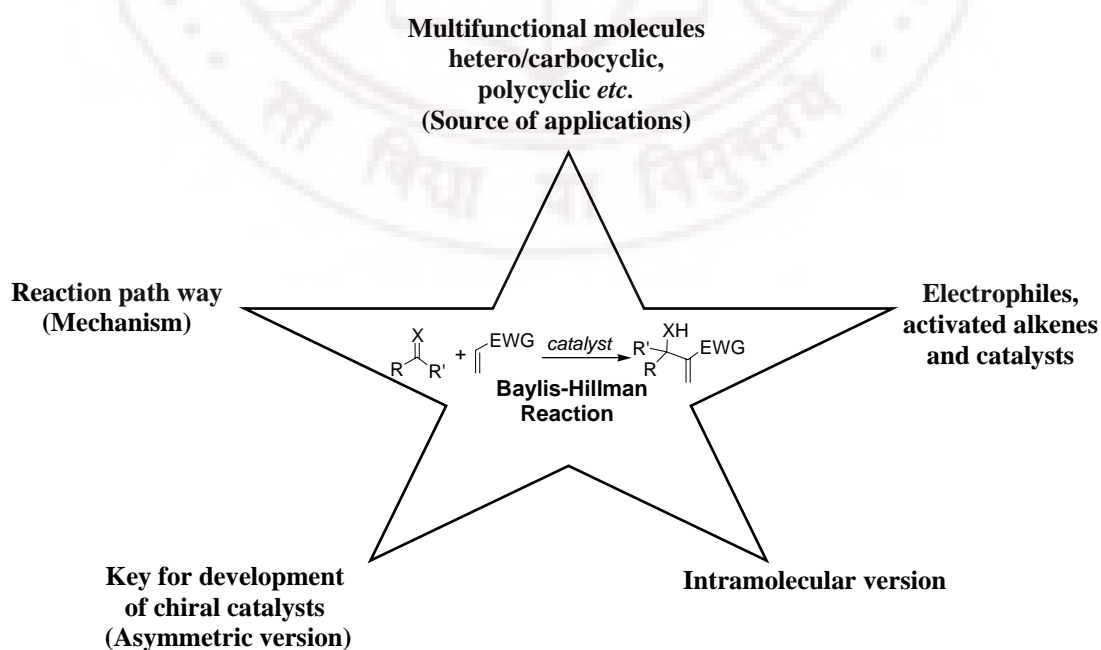 सा विद्या या विमुक्तये
Multifunctional molecules
hetero/carbocyclic,
polycyclic etc.
(Source of applications)
Reaction path way
(Mechanism)
Electrophiles,
activated alkenes
and catalysts
X
R R'
+
EWG
catalyst
XH
R' EWG
R
Baylis-Hillman
Reaction
Key for development
of chiral catalysts
(Asymmetric version)
Intramolecular version